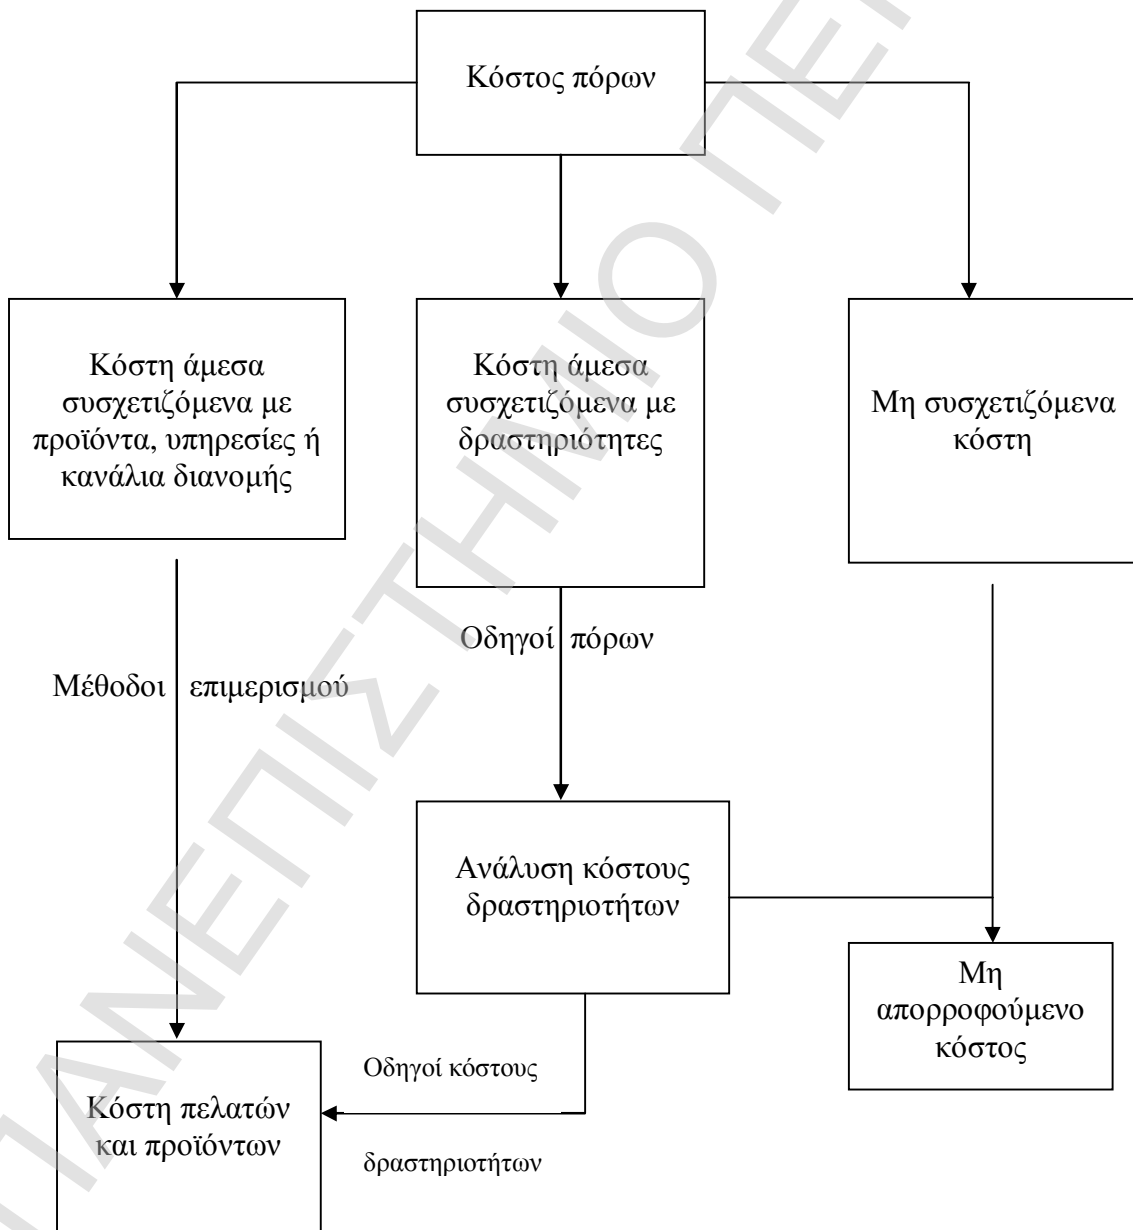 Κόστος πόρων
Κόστη άμεσα
συσχετιζόμενα με
προϊόντα, υπηρεσίες ή
κανάλια διανομής
Κόστη άμεσα
συσχετιζόμενα με
δραστηριότητες
Μη συσχετιζόμενα
κόστη
Οδηγοί πόρων
Μέθοδοι επιμερισμού
Ανάλυση κόστους
δραστηριοτήτων
Μη
απορροφούμενο
κόστος
Οδηγοί κόστους
δραστηριοτήτων
Κόστη πελατών
και προϊόντων
ΠΑΝΕΠΙΣΤΗΜΙΟ